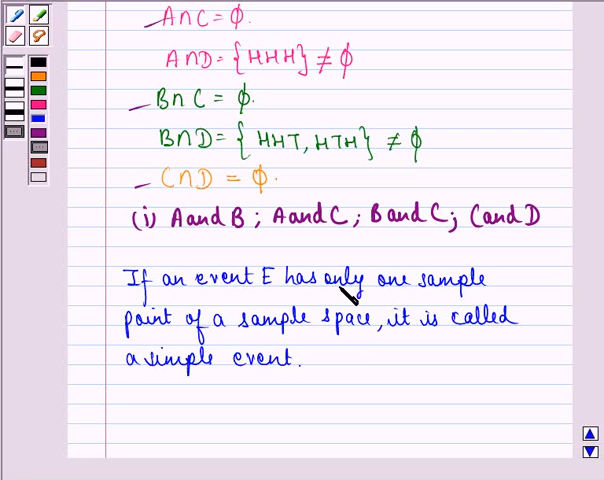 A∩C = ϕ.
A∩D = {HHH} ≠ ϕ
B∩C = ϕ.
B∩D = { HHT, HTH} ≠ ϕ
C∩D = ϕ.
(i) A and B ; A and C ; B and C ; C and D
If an event E has only one sample
point of a sample space, it is called
a simple event.